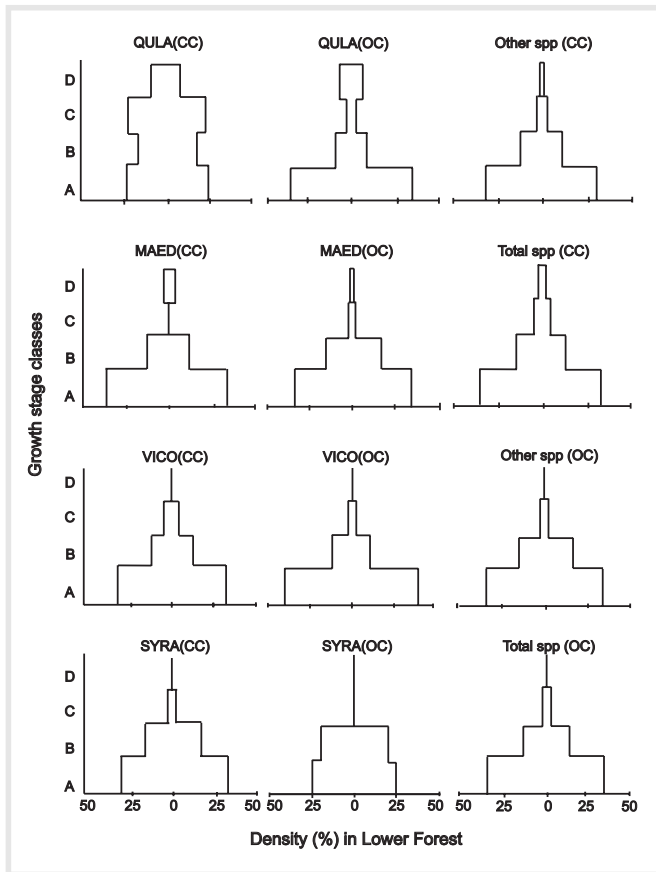 QULA(CC) QULA(OC) Other spp (CC)
D
C
B
A
MAED(CC) MAED(OC) Total spp (CC)
D
C
B
A
Growth stage classes
VICO(CC) VICO(OC) Other spp (OC)
D
C
B
A
SYRA(CC) SYRA(OC) Total spp (OC)
D
C
B
A
50 25 0 25 50 50 25 0 25 50 50 25 0 25 50
Density (%) in Lower Forest